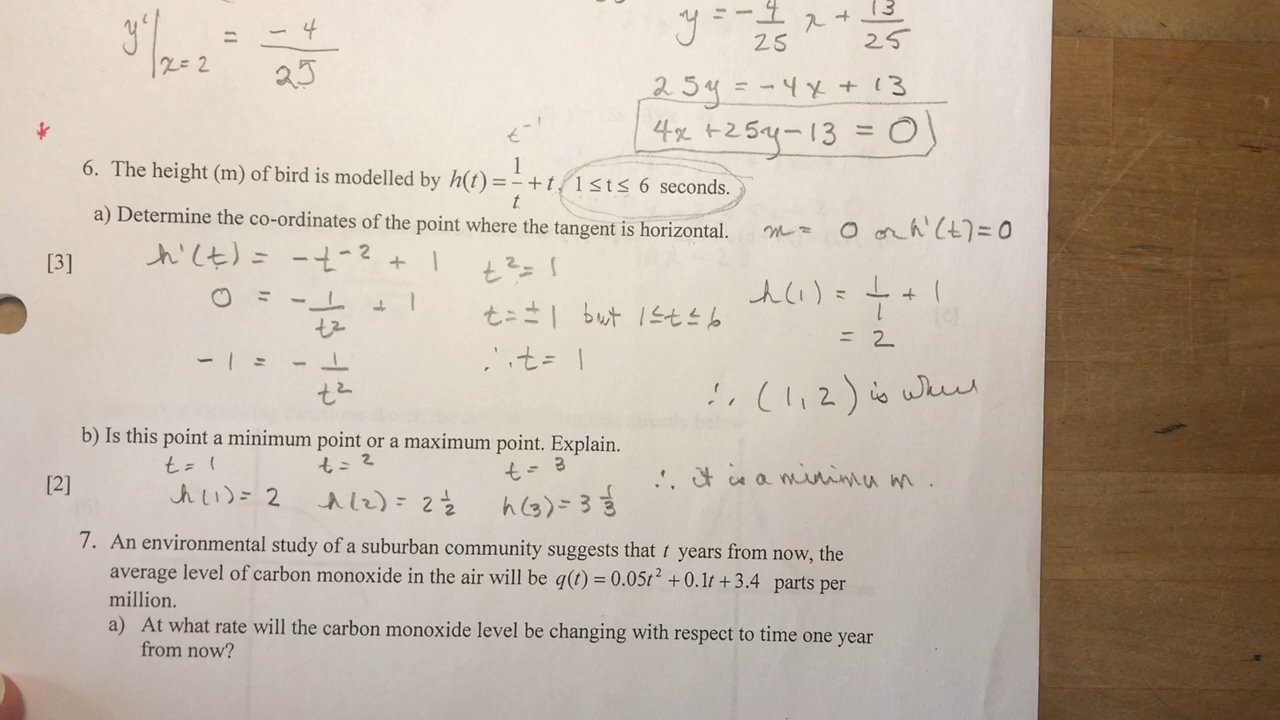 y'|x=2 = -4/25
y = -4/25 x + 13/25
25y = -4x + 13
4x + 25y - 13 = 0
*
t⁻¹
6. The height (m) of bird is modelled by h(t) = 1/t + t, 1 ≤ t ≤ 6 seconds.
a) Determine the co-ordinates of the point where the tangent is horizontal. m = 0 or h'(t) = 0
[3]
h'(t) = -t⁻² + 1
0 = -1/t² + 1
-1 = -1/t²
t² = 1
t = ±1 but 1 ≤ t ≤ 6
∴ t = 1
h(1) = 1/1 + 1
= 2
∴ (1,2) is where
b) Is this point a minimum point or a maximum point. Explain.
[2]
t = 1 t = 2 t = 3
h(1) = 2 h(2) = 2 1/2 h(3) = 3 1/3
∴ it is a minimum.
7. An environmental study of a suburban community suggests that t years from now, the
average level of carbon monoxide in the air will be q(t) = 0.05t² + 0.1t + 3.4 parts per
million.
a) At what rate will the carbon monoxide level be changing with respect to time one year
from now?